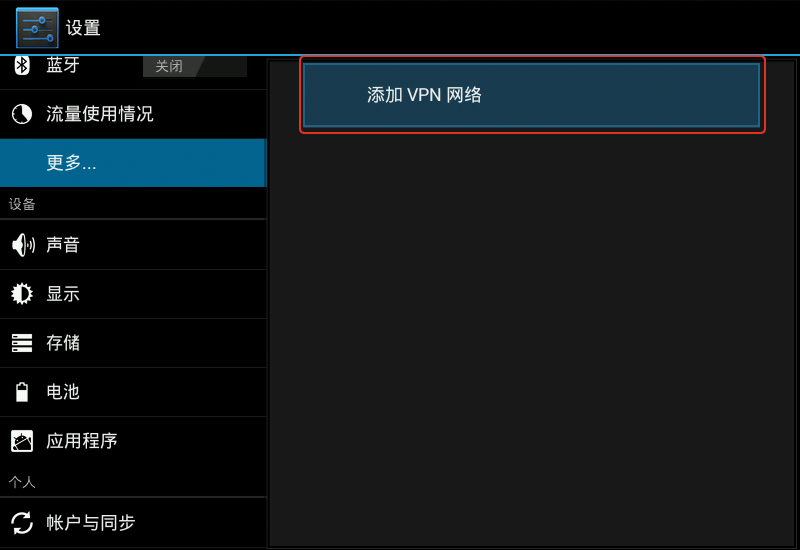 设置
蓝牙
关闭
流量使用情况
更多...
设备
声音
显示
存储
电池
应用程序
个人
帐户与同步
添加 VPN 网络